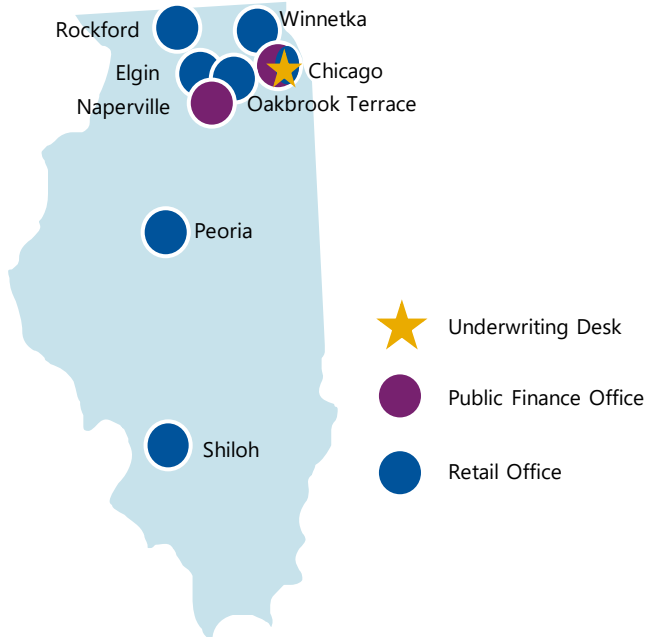 Winnetka
Rockford
Elgin
Chicago
Naperville
Oakbrook Terrace
Peoria
Underwriting Desk
Public Finance Office
Shiloh
Retail Office